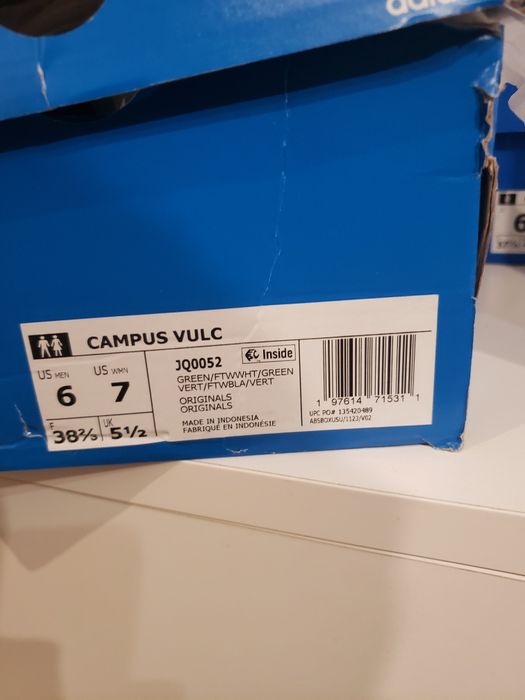 CAMPUS VULC
US MEN
6
US WMN
7
F
38⅔
UK
5½
JQ0052
Inside
GREEN/FTWWHT/GREEN
VERT/FTWBLA/VERT
ORIGINALS
ORIGINALS
MADE IN INDONESIA
FABRIQUÉ EN INDONÉSIE
1 97614 71531 1
UPC PO# 135420489
ABSBOXUSU/1123/V02
6